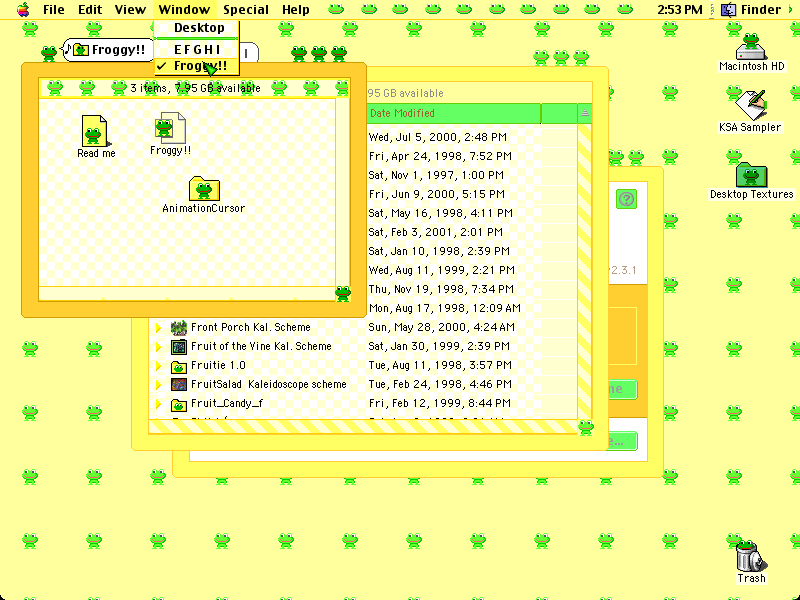 File Edit View Window Special Help 2:53 PM Finder
Desktop
E F G H I
✓ Froggy!!
Froggy!!
3 items, 7.95 GB available
Read me
Froggy!!
AnimationCursor
95 GB available
Date Modified
Wed, Jul 5, 2000, 2:48 PM
Fri, Apr 24, 1998, 7:52 PM
Sat, Nov 1, 1997, 1:00 PM
Fri, Jun 9, 2000, 5:15 PM
Sat, May 16, 1998, 4:11 PM
Sat, Feb 3, 2001, 2:01 PM
Sat, Jan 10, 1998, 2:39 PM
Wed, Aug 11, 1999, 2:21 PM
Thu, Nov 19, 1998, 7:34 PM
Mon, Aug 17, 1998, 12:09 AM
Front Porch Kal. Scheme Sun, May 28, 2000, 4:24 AM
Fruit of the Vine Kal. Scheme Sat, Jan 30, 1999, 2:39 PM
Fruitie 1.0 Tue, Aug 11, 1998, 3:57 PM
FruitSalad Kaleidoscope scheme Tue, Feb 24, 1998, 4:46 PM
Fruit_Candy_f Fri, Feb 12, 1999, 8:44 PM
v2.3.1
Macintosh HD
KSA Sampler
Desktop Textures
Trash